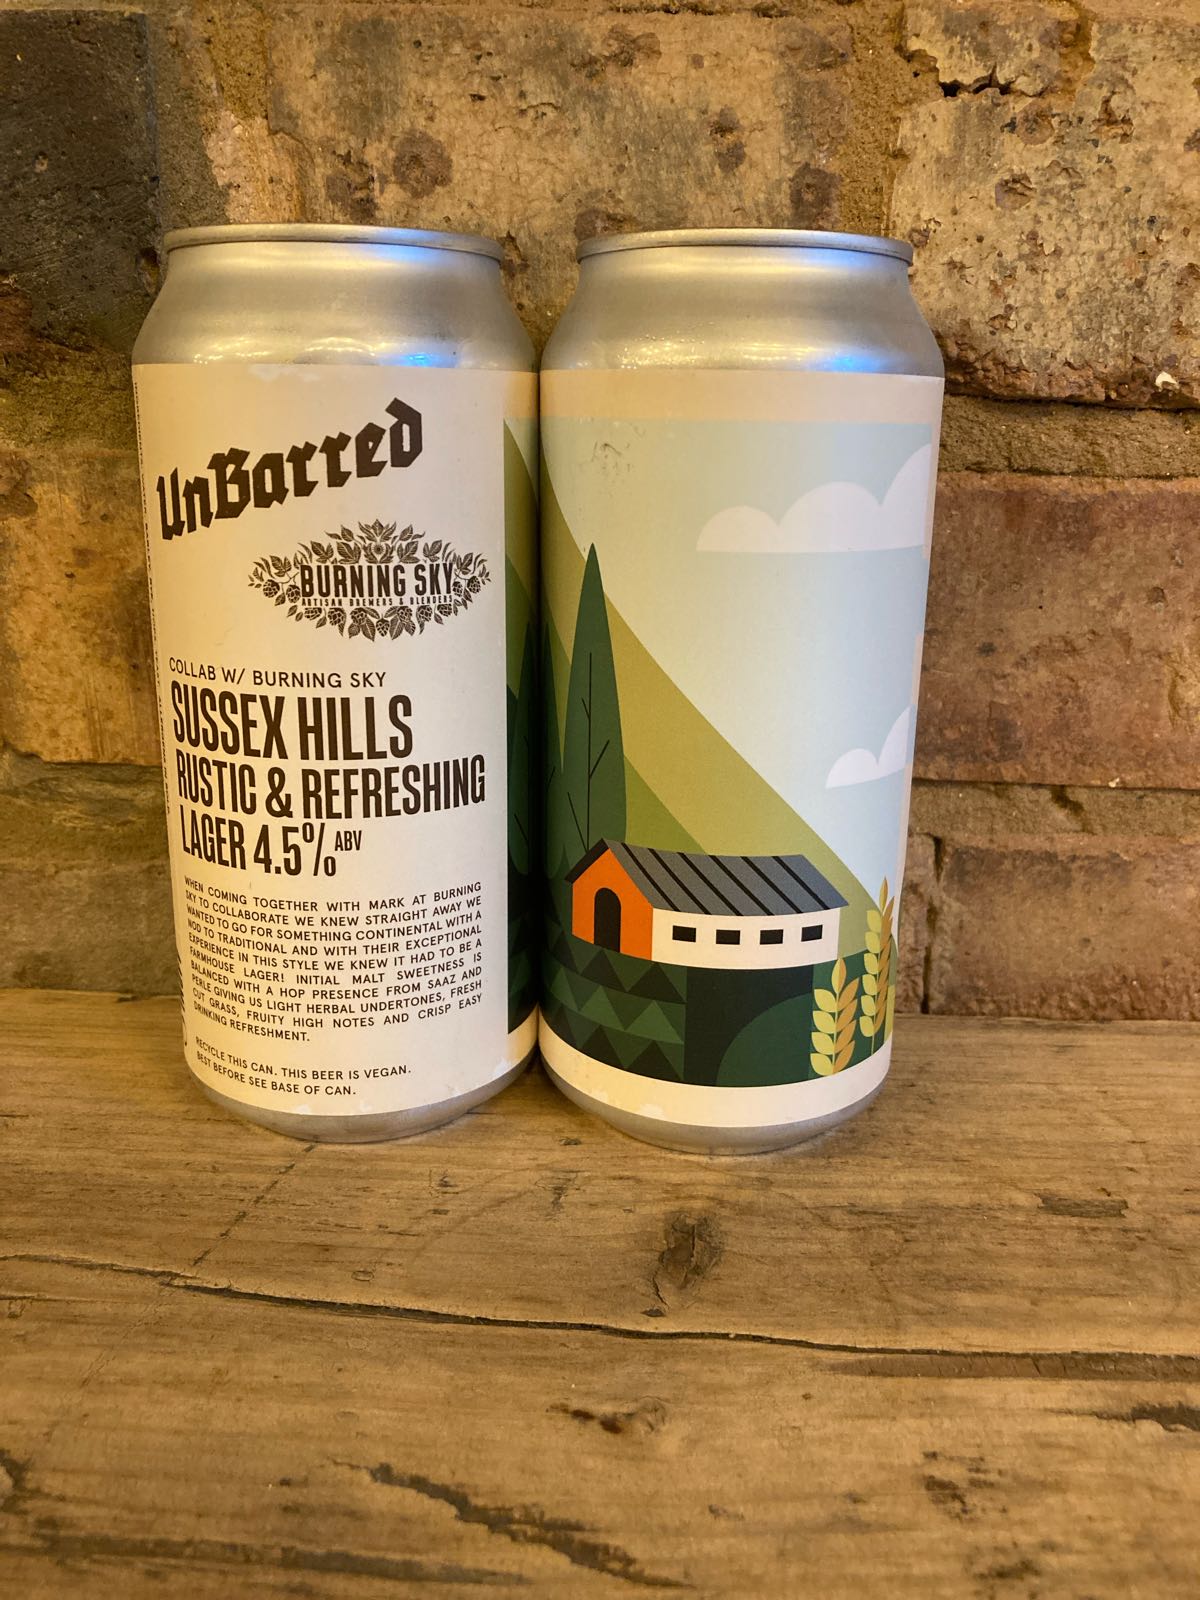 UnBarred
BURNING SKY
ARTISAN BREWERS & BLENDERS
COLLAB W/ BURNING SKY
SUSSEX HILLS
RUSTIC & REFRESHING
LAGER 4.5% ABV
WHEN COMING TOGETHER WITH MARK AT BURNING
SKY TO COLLABORATE WE KNEW STRAIGHT AWAY WE
WANTED TO GO FOR SOMETHING CONTINENTAL WITH A
NOD TO TRADITIONAL AND WITH THEIR EXCEPTIONAL
EXPERIENCE IN THIS STYLE WE KNEW IT HAD TO BE A
FARMHOUSE LAGER! INITIAL MALT SWEETNESS IS
BALANCED WITH A HOP PRESENCE FROM SAAZ AND
PERLE GIVING US LIGHT HERBAL UNDERTONES, FRESH
CUT GRASS, FRUITY HIGH NOTES AND CRISP EASY
DRINKING REFRESHMENT.
RECYCLE THIS CAN. THIS BEER IS VEGAN.
BEST BEFORE SEE BASE OF CAN.